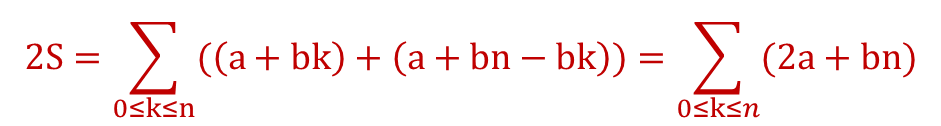 2S = ∑_{0≤k≤n} ((a + bk) + (a + bn − bk)) = ∑_{0≤k≤n} (2a + bn)